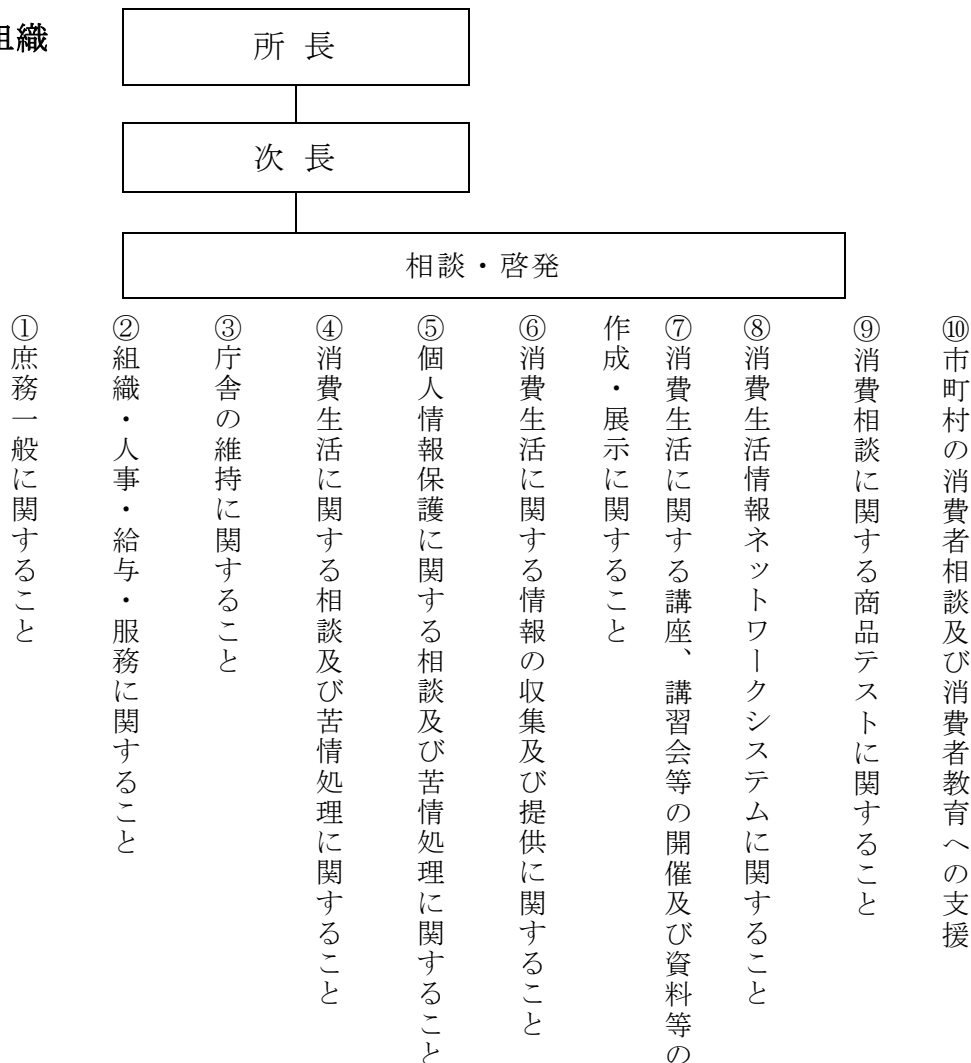 組織
所 長
次 長
相談・啓発
①庶務一般に関すること
②組織・人事・給与・服務に関すること
③庁舎の維持に関すること
④消費生活に関する相談及び苦情処理に関すること
⑤個人情報保護に関する相談及び苦情処理に関すること
⑥消費生活に関する情報の収集及び提供に関すること
⑦消費生活に関する講座、講習会等の開催及び資料等の
作成・展示に関すること
⑧消費生活情報ネットワークシステムに関すること
⑨消費相談に関する商品テストに関すること
⑩市町村の消費者相談及び消費者教育への支援